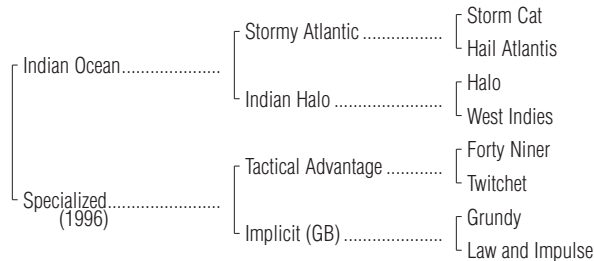 Storm Cat
Stormy Atlantic ..................
Hail Atlantis
Indian Ocean......................
Halo
Indian Halo ........................
West Indies
Forty Niner
Tactical Advantage ............
Twitchet
Specialized.........................
(1996)
Grundy
Implicit (GB)......................
Law and Impulse